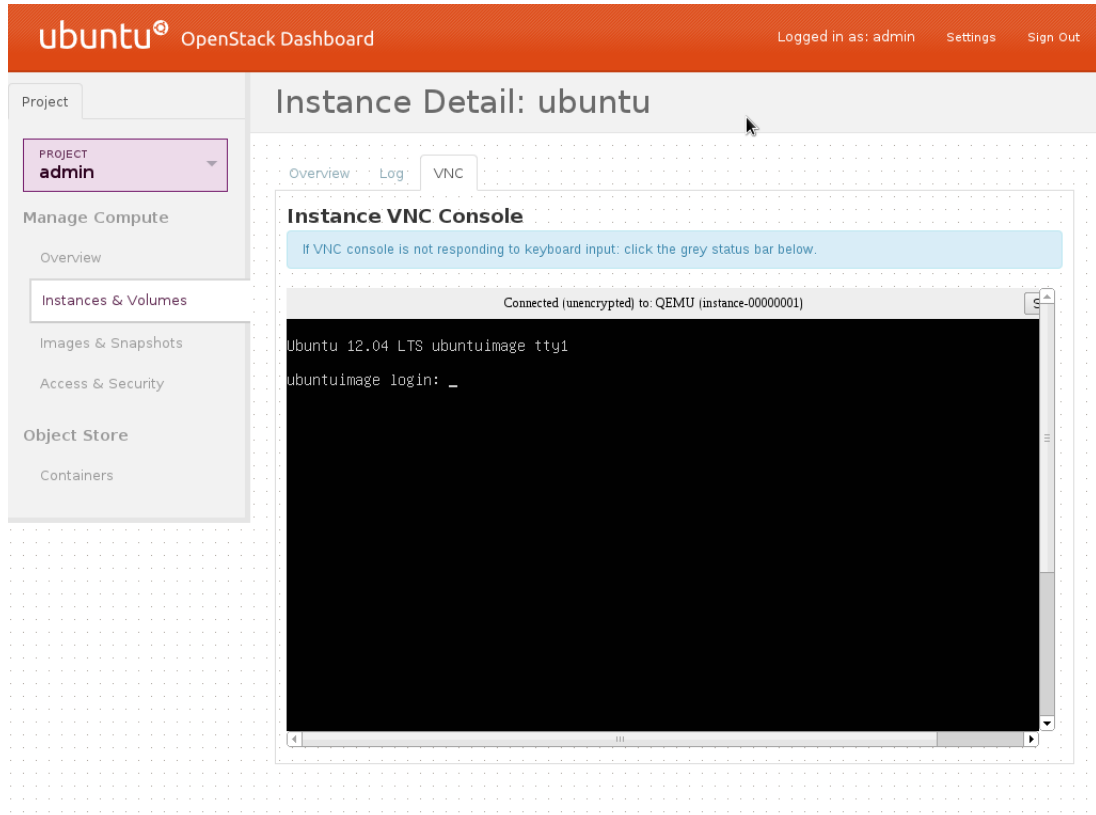 ubuntu® OpenStack Dashboard
Logged in as: admin Settings Sign Out
Project
PROJECT
admin
Manage Compute
Overview
Instances & Volumes
Images & Snapshots
Access & Security
Object Store
Containers
Instance Detail: ubuntu
Overview Log VNC
Instance VNC Console
If VNC console is not responding to keyboard input: click the grey status bar below.
Connected (unencrypted) to: QEMU (instance-00000001)
Ubuntu 12.04 LTS ubuntuimage tty1
ubuntuimage login: _